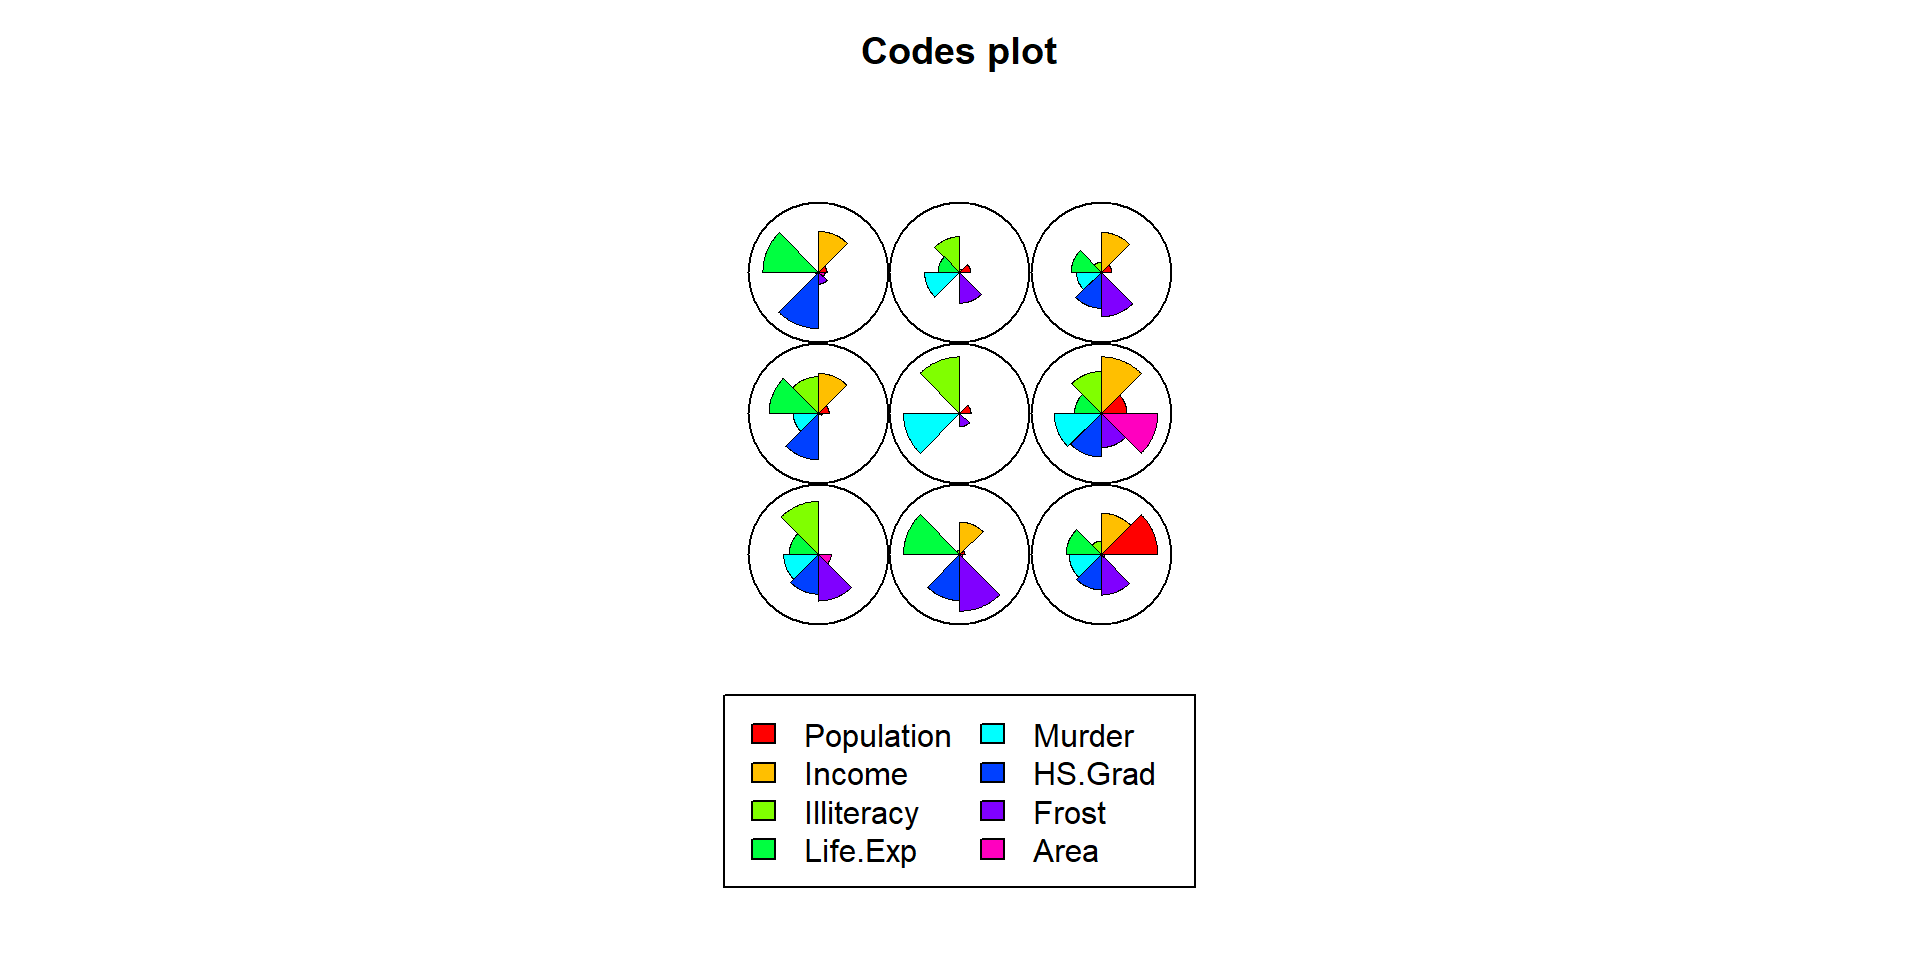 Codes plot
Population
Income
Illiteracy
Life.Exp
Murder
HS.Grad
Frost
Area